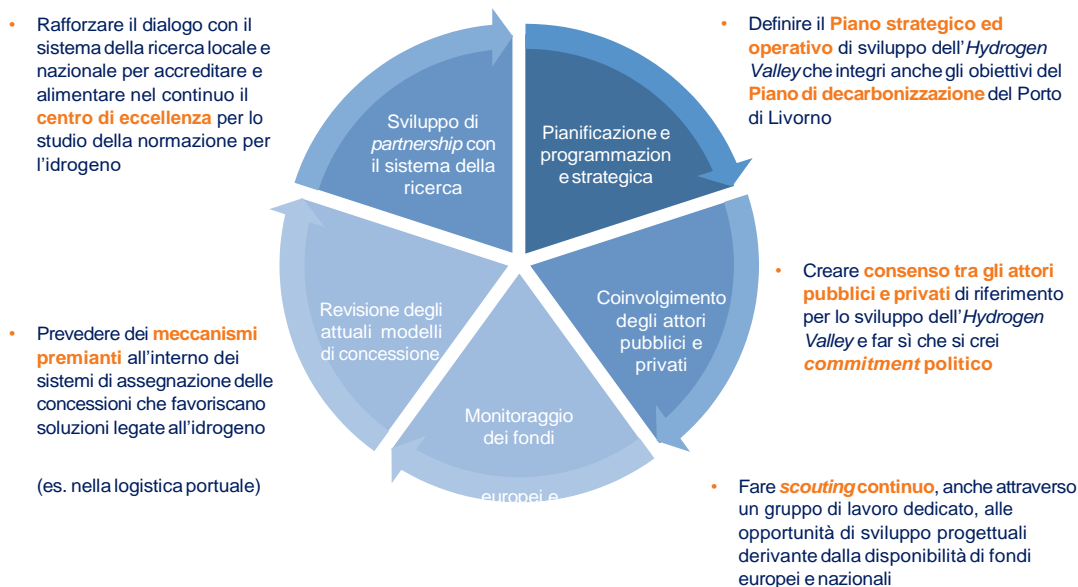 • Rafforzare il dialogo con il
sistema della ricerca locale e
nazionale per accreditare e
alimentare nel continuo il
centro di eccellenza per lo
studio della normazione per
l'idrogeno
Sviluppo di
partnership con
il sistema della
ricerca
Pianificazione e
programmazion
e strategica
• Definire il Piano strategico ed
operativo di sviluppo dell'Hydrogen
Valley che integri anche gli obiettivi del
Piano di decarbonizzazione del Porto
di Livorno
• Prevedere dei meccanismi
premianti all'interno dei
sistemi di assegnazione delle
concessioni che favoriscano
soluzioni legate all'idrogeno
(es. nella logistica portuale)
Revisione degli
attuali modelli
di concessione
Coinvolgimento
degli attori
pubblici e
privati
• Creare consenso tra gli attori
pubblici e privati di riferimento
per lo sviluppo dell'Hydrogen
Valley e far sì che si crei
commitment politico
Monitoraggio
dei fondi
europei e
• Fare scouting continuo, anche attraverso
un gruppo di lavoro dedicato, alle
opportunità di sviluppo progettuali
derivante dalla disponibilità di fondi
europei e nazionali